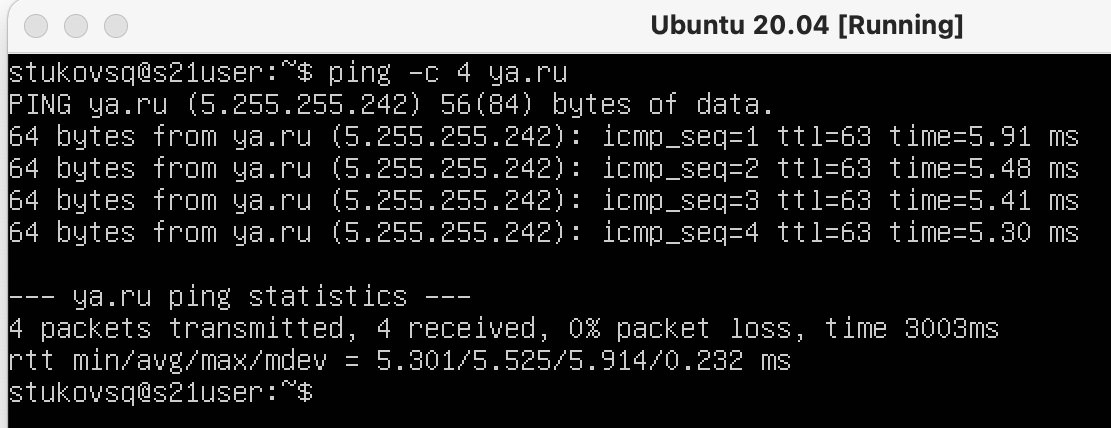 Ubuntu 20.04 [Running]
stukovsq@s21user:~$ ping -c 4 ya.ru
PING ya.ru (5.255.255.242) 56(84) bytes of data.
64 bytes from ya.ru (5.255.255.242): icmp_seq=1 ttl=63 time=5.91 ms
64 bytes from ya.ru (5.255.255.242): icmp_seq=2 ttl=63 time=5.48 ms
64 bytes from ya.ru (5.255.255.242): icmp_seq=3 ttl=63 time=5.41 ms
64 bytes from ya.ru (5.255.255.242): icmp_seq=4 ttl=63 time=5.30 ms
--- ya.ru ping statistics ---
4 packets transmitted, 4 received, 0% packet loss, time 3003ms
rtt min/avg/max/mdev = 5.301/5.525/5.914/0.232 ms
stukovsq@s21user:~$